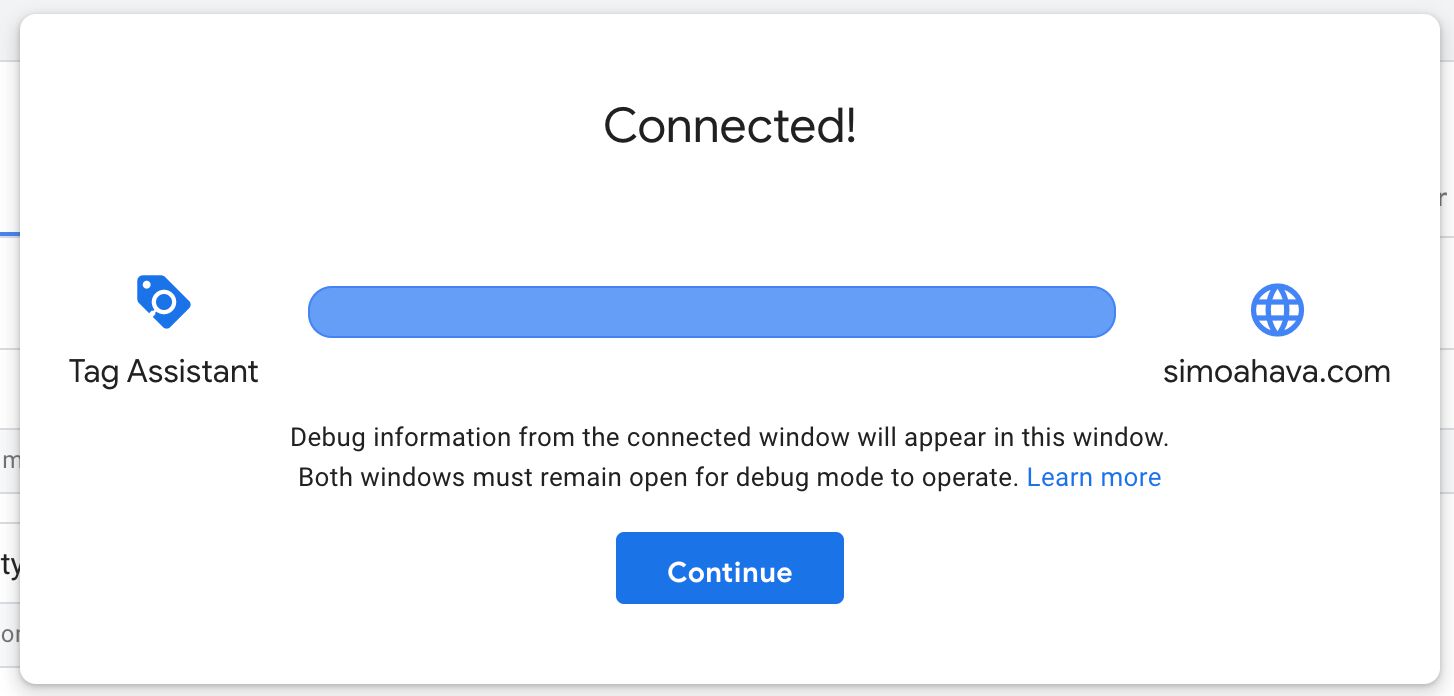 Connected!
Tag Assistant
simoahava.com
Debug information from the connected window will appear in this window.
Both windows must remain open for debug mode to operate. Learn more
Continue